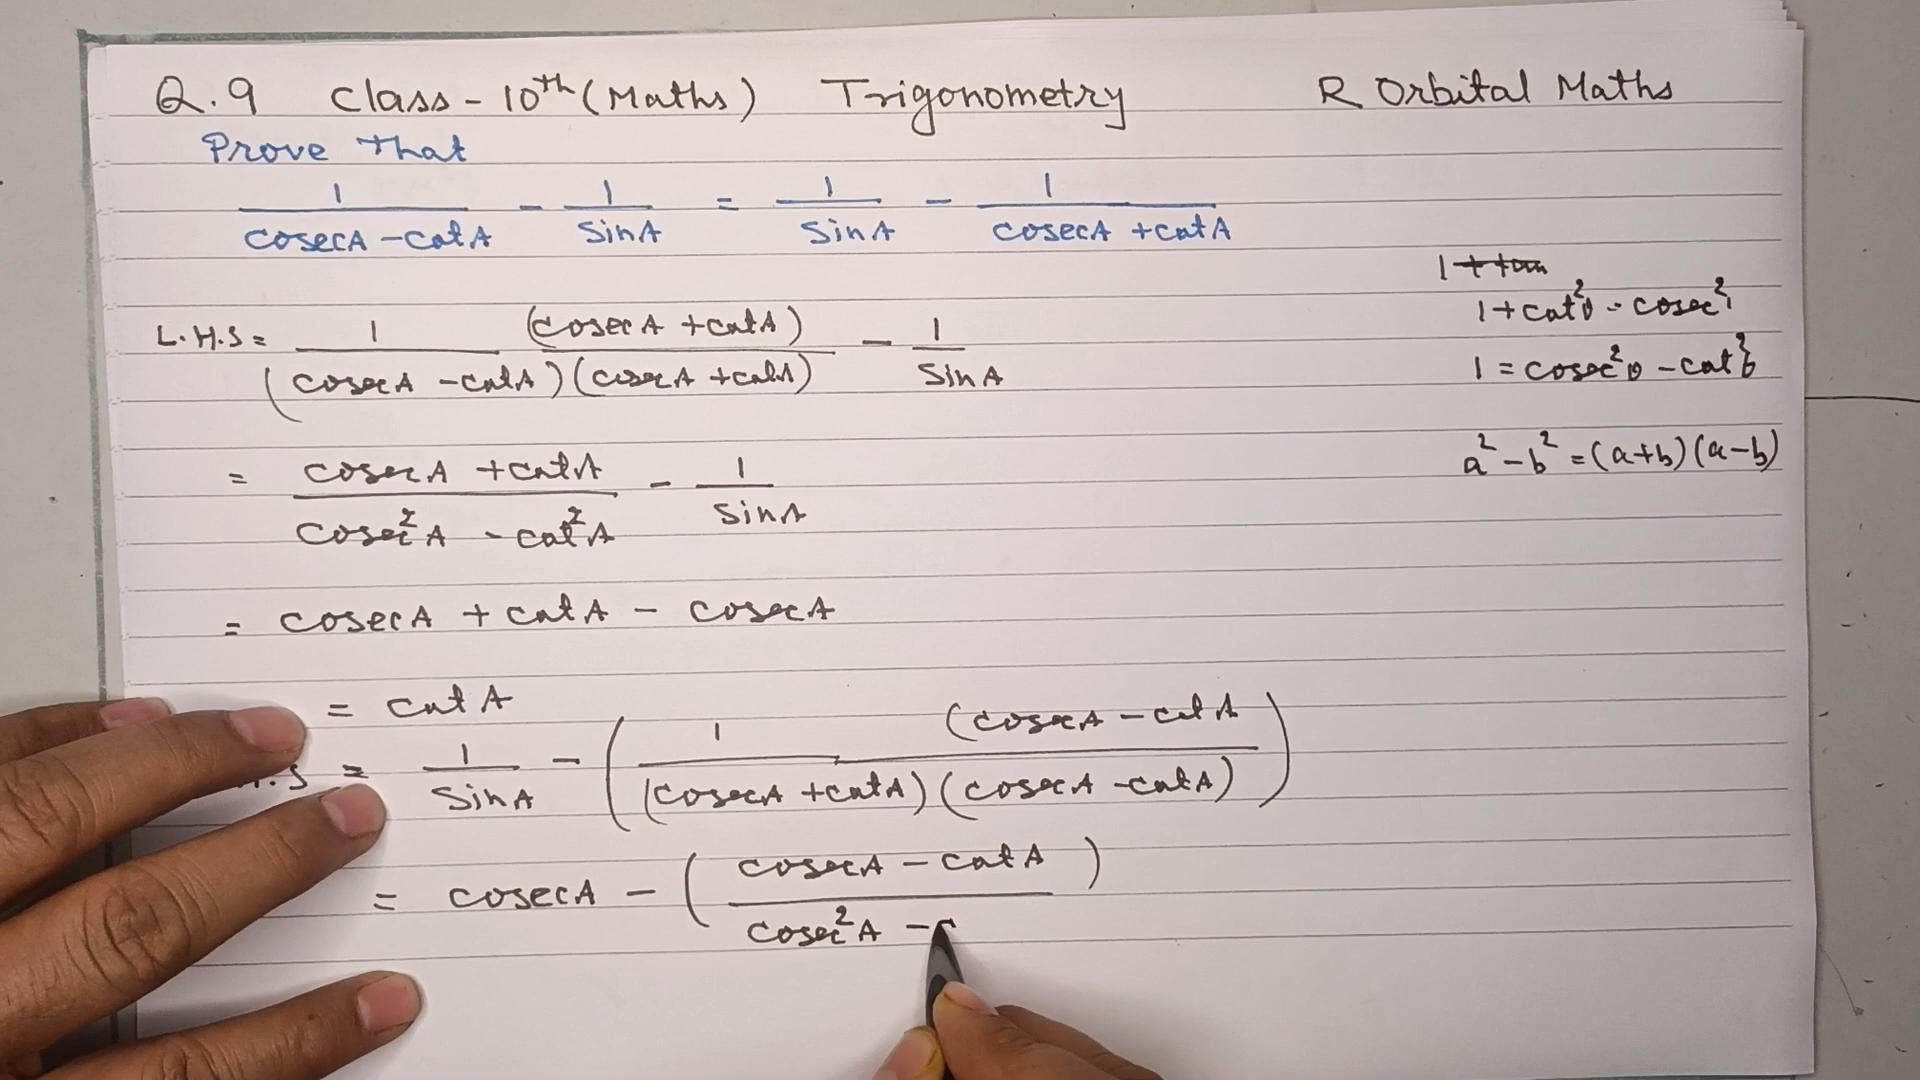 Q.9 Class - 10th (Maths) Trigonometry R Orbital Maths
Prove that
1/(cosecA - cotA) - 1/SinA = 1/SinA - 1/(cosecA + cotA)
1 + tan
1 + cot²θ = cosec²
L.H.S = 1/(cosecA - cotA) (cosecA + cotA)/(cosecA + cotA) - 1/SinA
1 = cosec²θ - cot²θ
a² - b² = (a+b)(a-b)
= (cosecA + cotA)/(cosec²A - cot²A) - 1/SinA
= cosecA + cotA - cosecA
= cotA
.S = 1/SinA - (1/(cosecA + cotA) (cosecA - cotA)/(cosecA - cotA))
= cosecA - ((cosecA - cotA)/(cosec²A - c